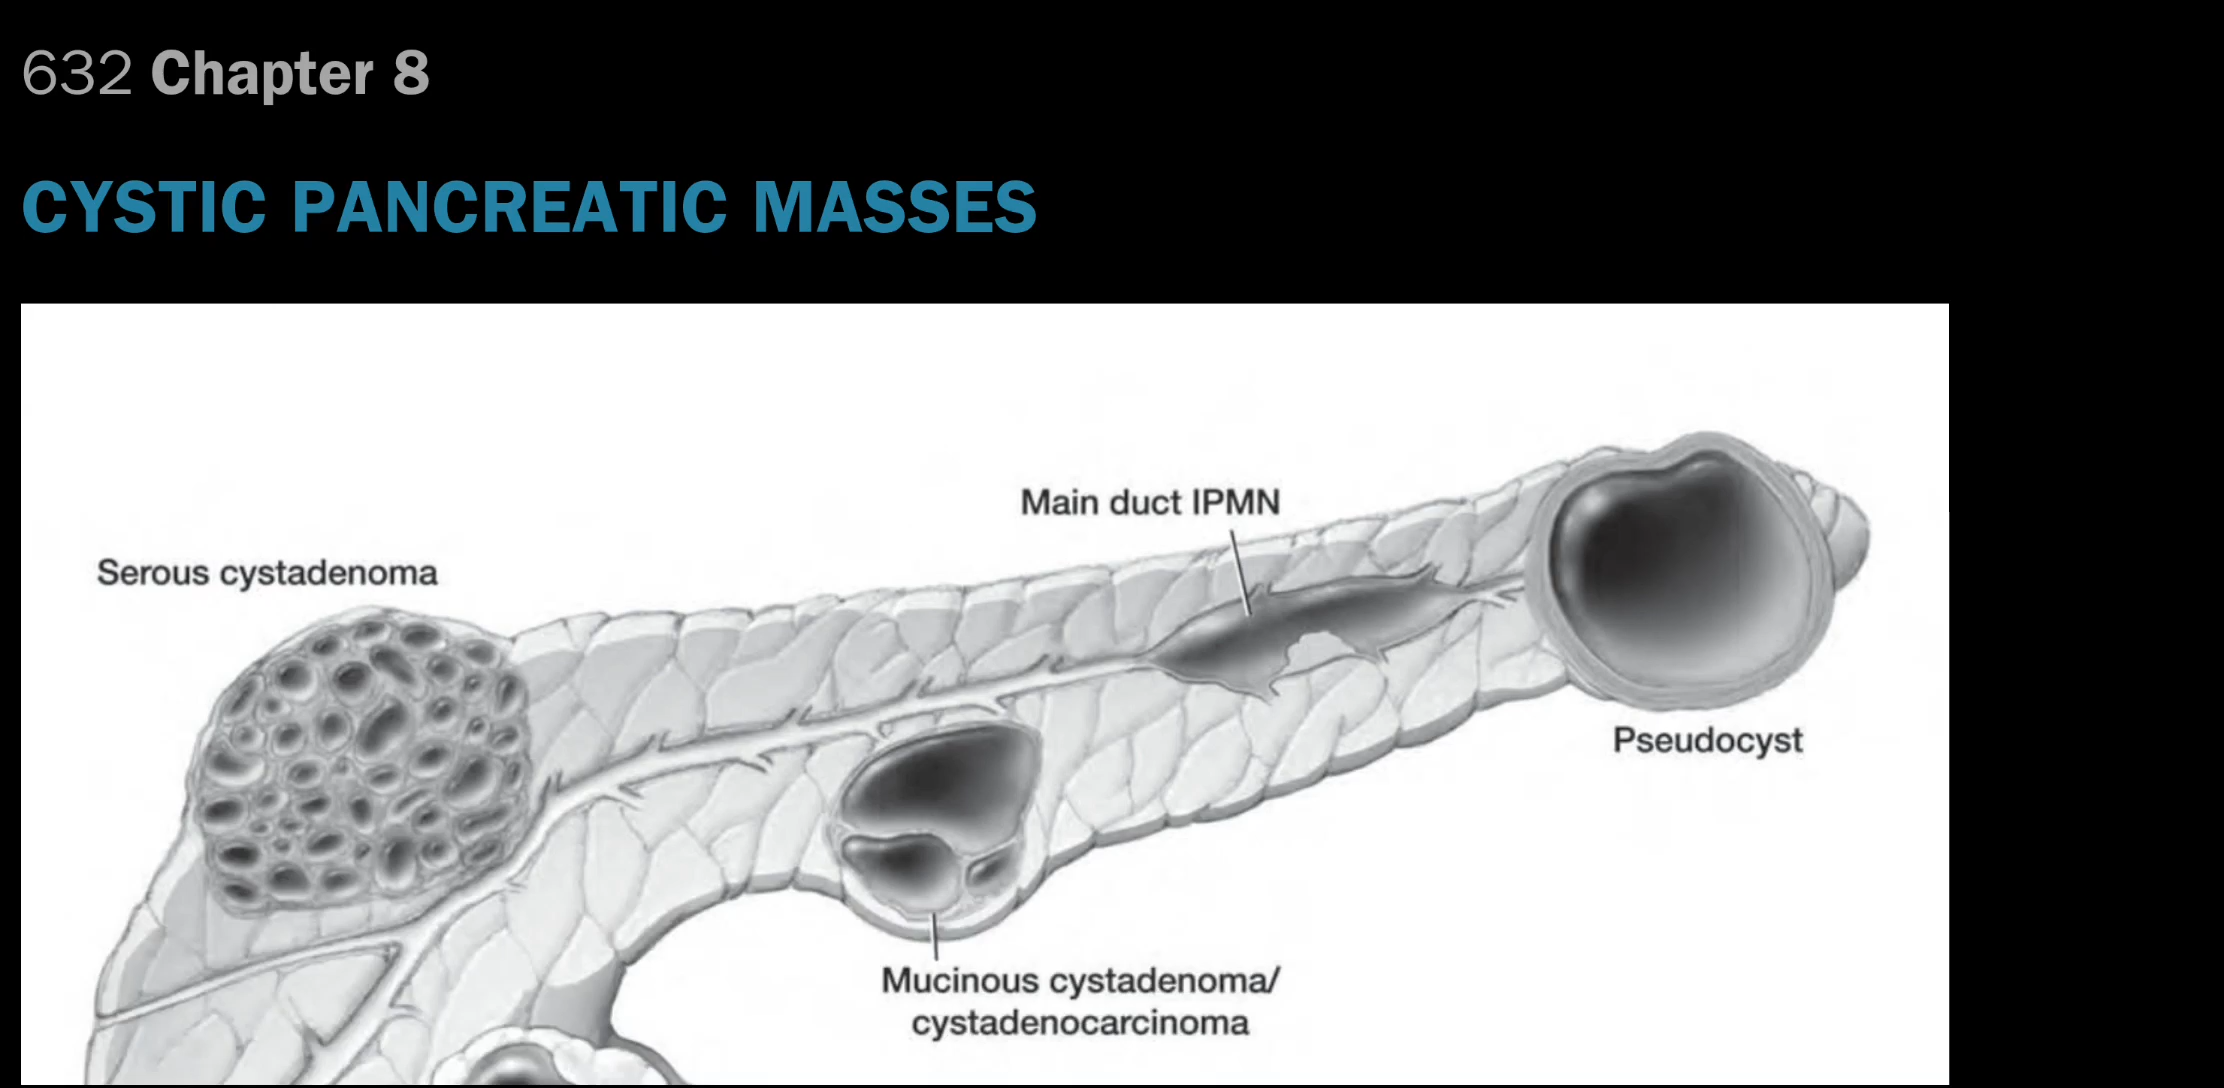 632 Chapter 8
CYSTIC PANCREATIC MASSES
Main duct IPMN
Serous cystadenoma
Pseudocyst
Mucinous cystadenoma/
cystadenocarcinoma